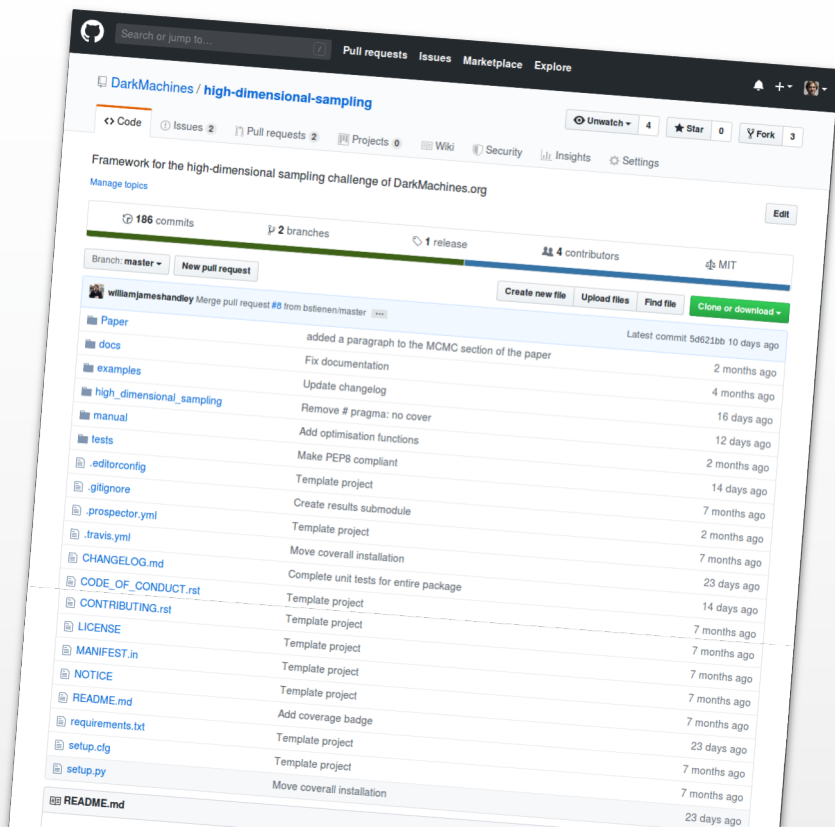 Search or jump to… / Pull requests Issues Marketplace Explore
DarkMachines / high-dimensional-sampling
Unwatch 4 Star 0 Fork 3
Code Issues 2 Pull requests 2 Projects 0 Wiki Security Insights Settings
Framework for the high-dimensional sampling challenge of DarkMachines.org
Edit
Manage topics
186 commits 2 branches 1 release 4 contributors MIT
Branch: master New pull request Create new file Upload files Find file Clone or download
williamjameshandley Merge pull request #8 from bstienen/master ... Latest commit 5d621bb 10 days ago
Paper added a paragraph to the MCMC section of the paper 2 months ago
docs Fix documentation 4 months ago
examples Update changelog 16 days ago
high_dimensional_sampling Remove # pragma: no cover 12 days ago
manual Add optimisation functions 2 months ago
tests Make PEP8 compliant 14 days ago
.editorconfig Template project 7 months ago
.gitignore Create results submodule 2 months ago
.prospector.yml Template project 7 months ago
.travis.yml Move coverall installation 23 days ago
CHANGELOG.md Complete unit tests for entire package 14 days ago
CODE_OF_CONDUCT.rst Template project 7 months ago
CONTRIBUTING.rst Template project 7 months ago
LICENSE Template project 7 months ago
MANIFEST.in Template project 7 months ago
NOTICE Template project 7 months ago
README.md Add coverage badge 23 days ago
requirements.txt Template project 7 months ago
setup.cfg Template project 7 months ago
setup.py Move coverall installation 23 days ago
README.md